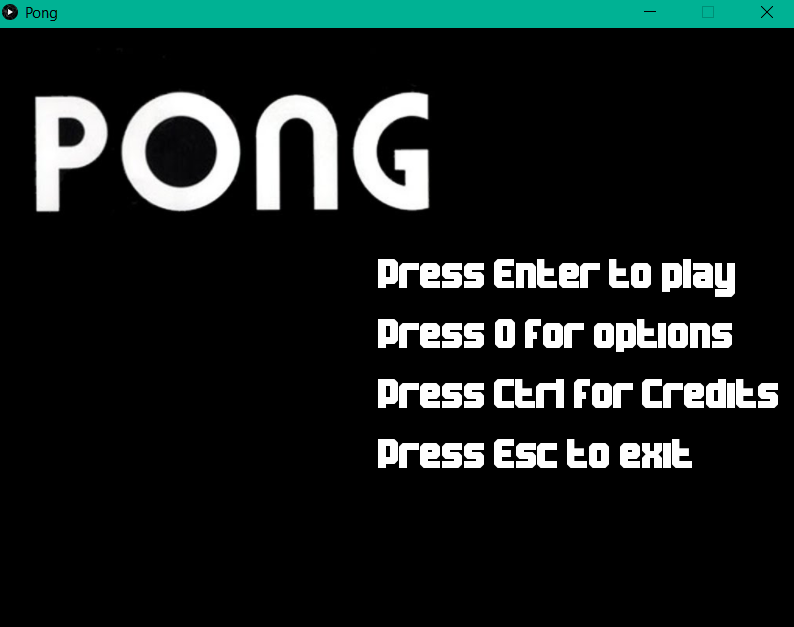 Pong
PONG
Press Enter to play
Press O for options
Press Ctrl for Credits
Press Esc to exit